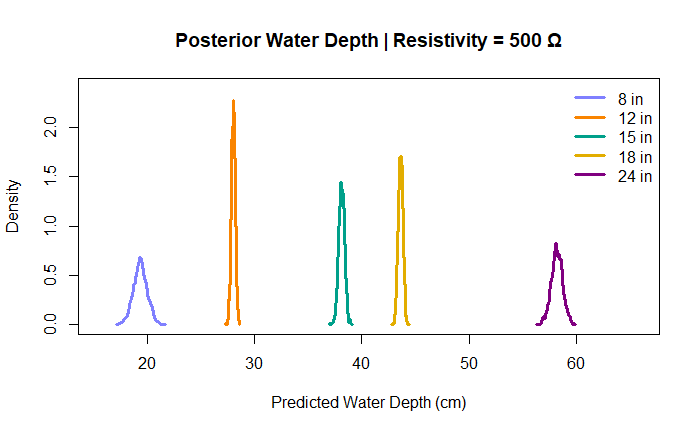 Posterior Water Depth | Resistivity = 500 Ω
8 in
12 in
15 in
18 in
24 in
Density
2.0
1.5
1.0
0.5
0.0
20 30 40 50 60
Predicted Water Depth (cm)